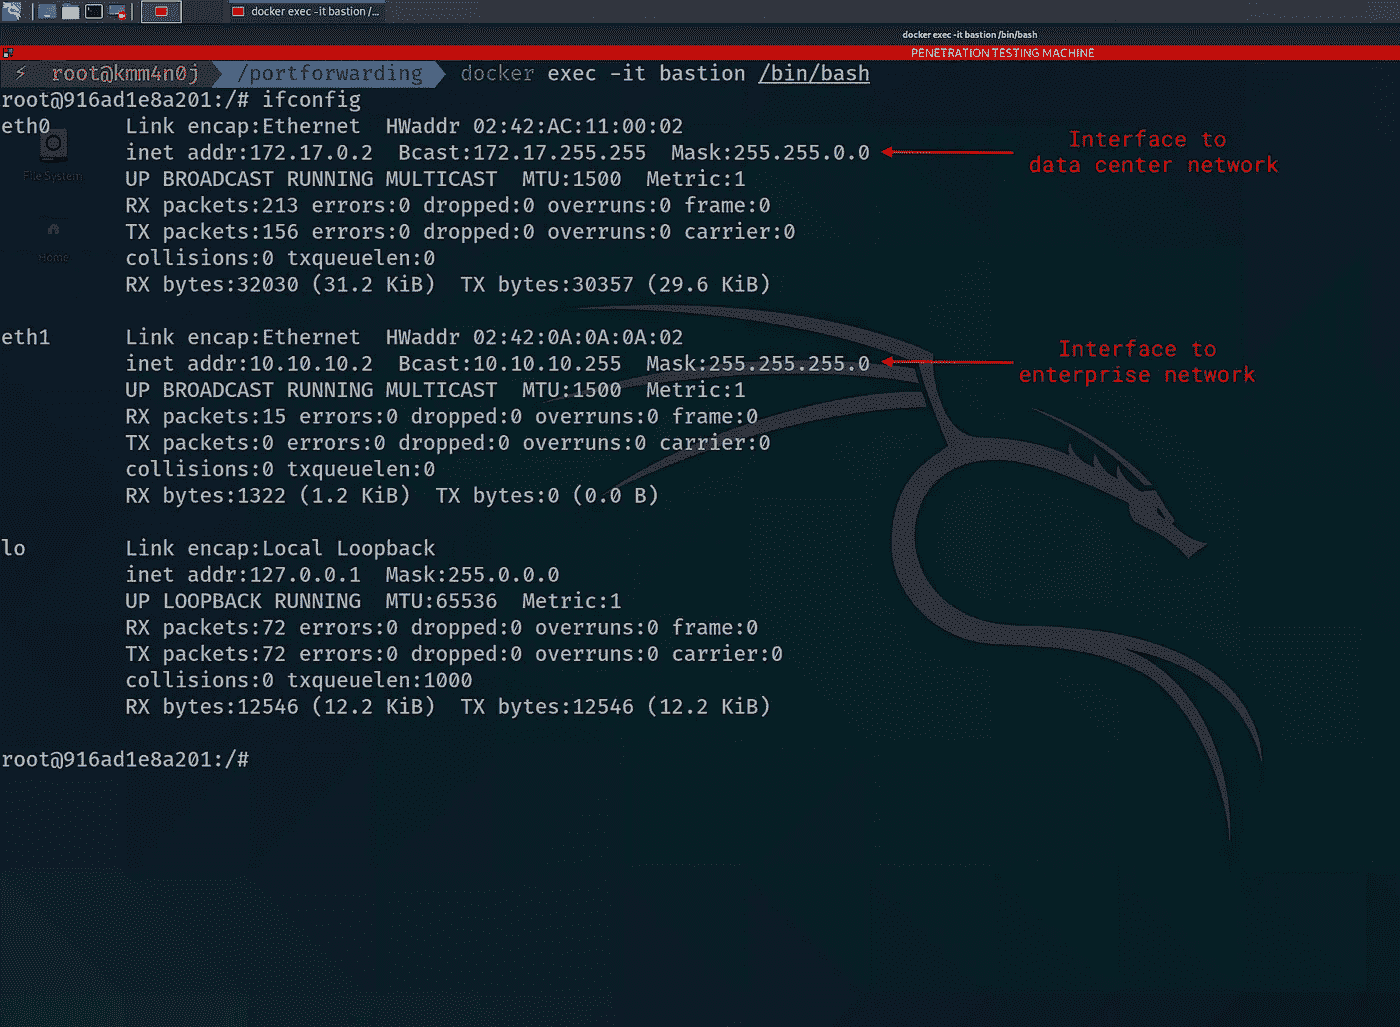 docker exec -it bastion /...
docker exec -it bastion /bin/bash
PENETRATION TESTING MACHINE
⚡ root@kmm4n0j /portforwarding docker exec -it bastion /bin/bash
root@916ad1e8a201:/# ifconfig
eth0 Link encap:Ethernet HWaddr 02:42:AC:11:00:02
inet addr:172.17.0.2 Bcast:172.17.255.255 Mask:255.255.0.0
Interface to
data center network
UP BROADCAST RUNNING MULTICAST MTU:1500 Metric:1
File System
RX packets:213 errors:0 dropped:0 overruns:0 frame:0
TX packets:156 errors:0 dropped:0 overruns:0 carrier:0
collisions:0 txqueuelen:0
Home
RX bytes:32030 (31.2 KiB) TX bytes:30357 (29.6 KiB)
eth1 Link encap:Ethernet HWaddr 02:42:0A:0A:0A:02
inet addr:10.10.10.2 Bcast:10.10.10.255 Mask:255.255.255.0
Interface to
enterprise network
UP BROADCAST RUNNING MULTICAST MTU:1500 Metric:1
RX packets:15 errors:0 dropped:0 overruns:0 frame:0
TX packets:0 errors:0 dropped:0 overruns:0 carrier:0
collisions:0 txqueuelen:0
RX bytes:1322 (1.2 KiB) TX bytes:0 (0.0 B)
lo Link encap:Local Loopback
inet addr:127.0.0.1 Mask:255.0.0.0
UP LOOPBACK RUNNING MTU:65536 Metric:1
RX packets:72 errors:0 dropped:0 overruns:0 frame:0
TX packets:72 errors:0 dropped:0 overruns:0 carrier:0
collisions:0 txqueuelen:1000
RX bytes:12546 (12.2 KiB) TX bytes:12546 (12.2 KiB)
root@916ad1e8a201:/#